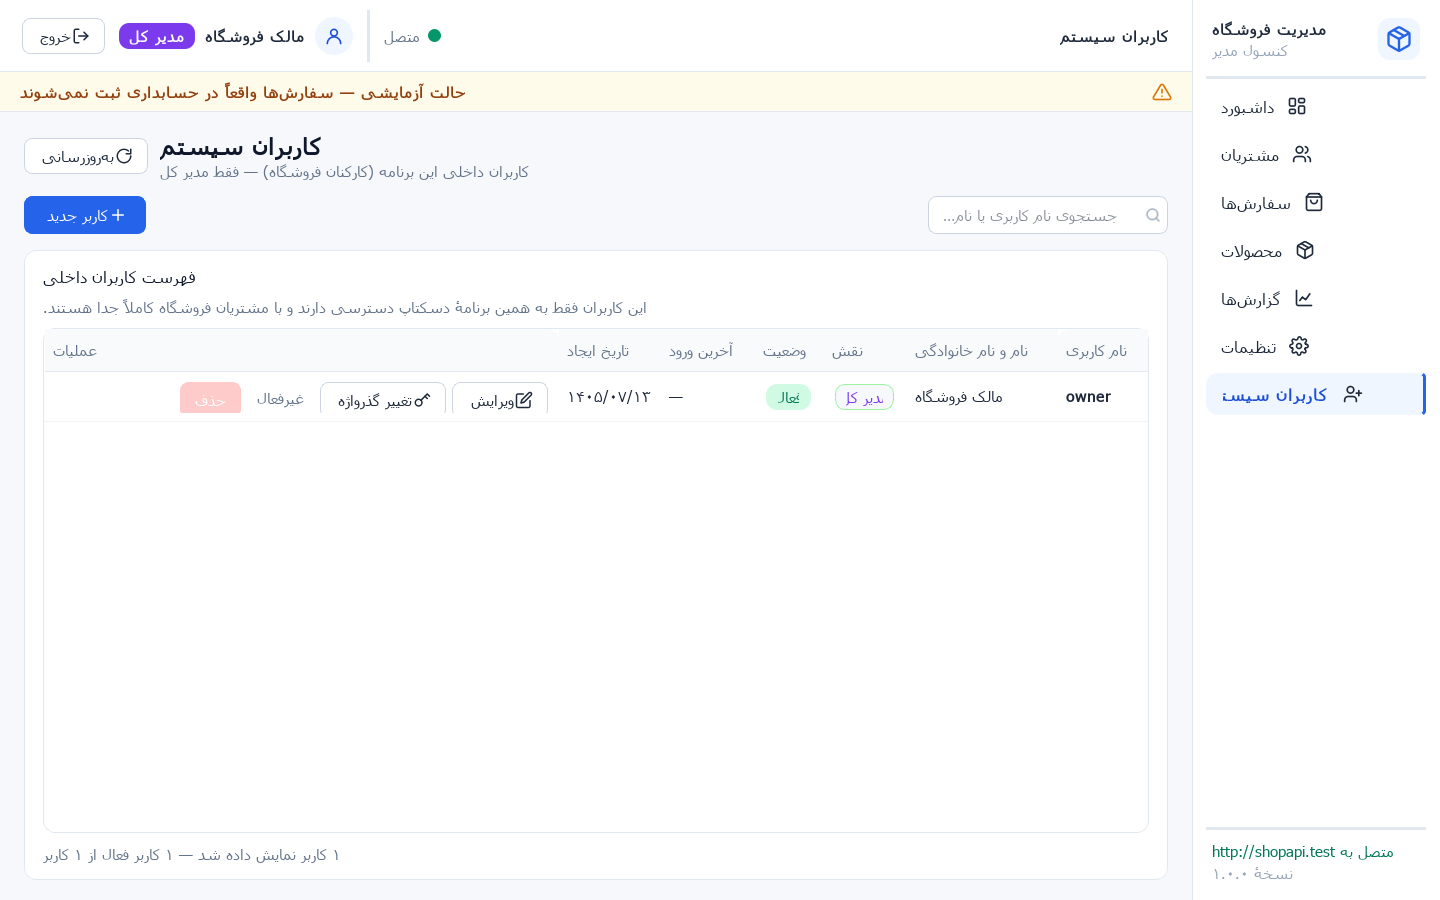 مدیریت فروشگاه
کنسول مدیر
داشبورد
مشتریان
سفارش‌ها
محصولات
گزارش‌ها
تنظیمات
کاربران سیست
متصل به http://shopapi.test
نسخهٔ ۱.۰.۰
کاربران سیستم
متصل
مالک فروشگاه
مدیر کل
خروج
حالت آزمایشی — سفارش‌ها واقعاً در حسابداری ثبت نمی‌شوند
کاربران سیستم
کاربران داخلی این برنامه (کارکنان فروشگاه) — فقط مدیر کل
به‌روزرسانی
جستجوی نام کاربری یا نام...
کاربر جدید
فهرست کاربران داخلی
این کاربران فقط به همین برنامهٔ دسکتاپ دسترسی دارند و با مشتریان فروشگاه کاملاً جدا هستند.
نام کاربری نام و نام خانوادگی نقش وضعیت آخرین ورود تاریخ ایجاد عملیات
owner مالک فروشگاه مدیر کل فعال — ۱۴۰۵/۰۷/۱۳ ویرایش تغییر گذرواژه غیرفعال حذف
۱ کاربر نمایش داده شد — ۱ کاربر فعال از ۱ کاربر